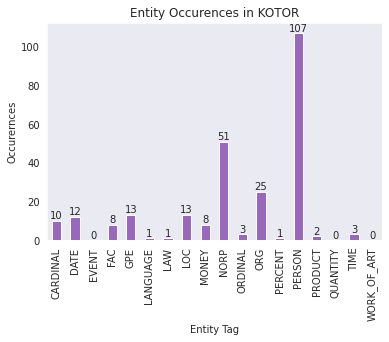 Entity Occurences in KOTOR
Occuremces
100
80
60
40
20
0
10
12
0
8
13
1
1
13
8
51
3
25
1
107
2
0
3
0
CARDINAL
DATE
EVENT
FAC
GPE
LANGUAGE
LAW
LOC
MONEY
NORP
ORDINAL
ORG
PERCENT
PERSON
PRODUCT
QUANTITY
TIME
WORK_OF_ART
Entity Tag